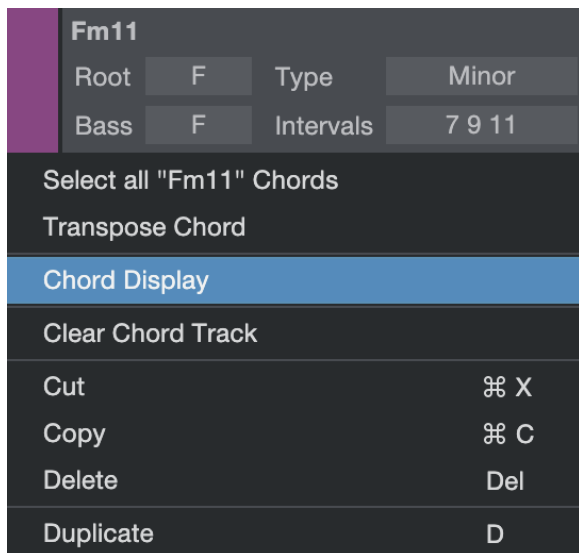 Fm11
Root F Type Minor
Bass F Intervals 7 9 11
Select all "Fm11" Chords
Transpose Chord
Chord Display
Clear Chord Track
Cut ⌘ X
Copy ⌘ C
Delete Del
Duplicate D